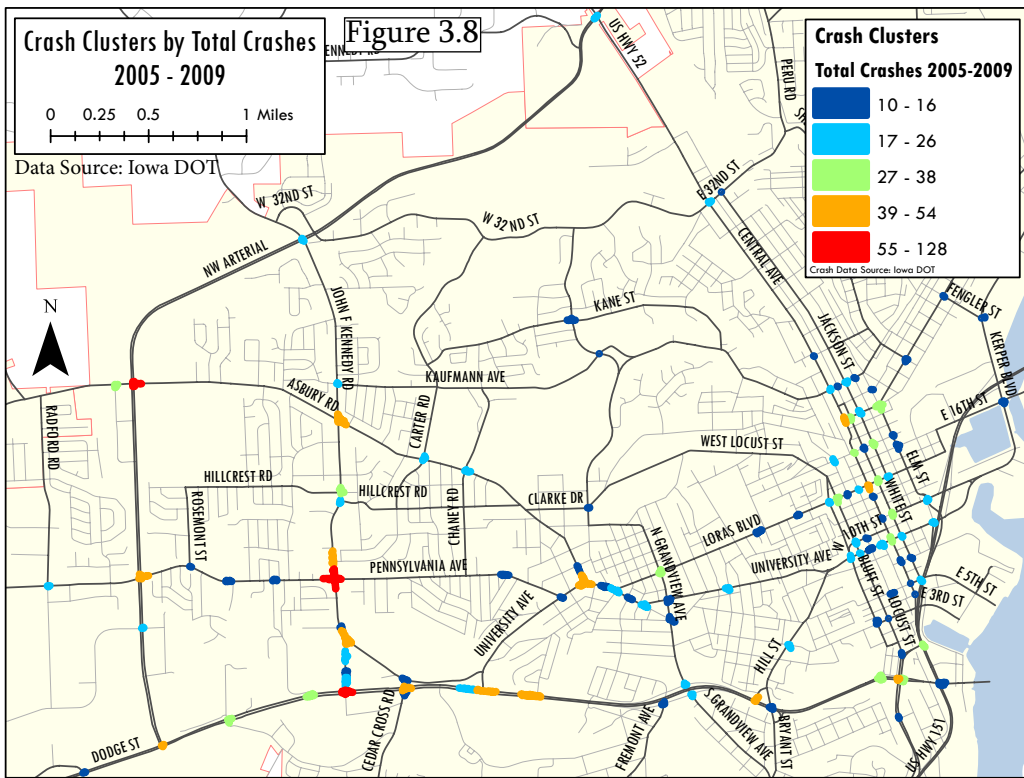 Crash Clusters by Total Crashes
2005 - 2009
0 0.25 0.5 1 Miles
Data Source: Iowa DOT
Figure 3.8
Crash Clusters
Total Crashes 2005-2009
10 - 16
17 - 26
27 - 38
39 - 54
55 - 128
Crash Data Source: Iowa DOT
US HWY 52
PERU RD
W 32ND ST
E 32ND ST
W 32 ND ST
NW ARTERIAL
CENTRAL AVE
N
JOHN F KENNEDY RD
KANE ST
JACKSON ST
FENGLER ST
KERPER BLVD
KAUFMANN AVE
ASBURY RD
CARTER RD
RADFORD RD
E 16TH ST
WEST LOCUST ST
ELM ST
HILLCREST RD
HILLCREST RD
ROSEMONT ST
CHANEY RD
CLARKE DR
WHITE ST
LORAS BLVD
W 10TH ST
N GRANDVIEW AVE
UNIVERSITY AVE
PENNSYLVANIA AVE
BLUFF ST
E 5TH ST
E 3RD ST
LOCUST ST
UNIVERSITY AVE
HILL ST
CEDAR CROSS RD
S GRANDVIEW AVE
FREMONT AVE
BRYANT ST
DODGE ST
US HWY 151